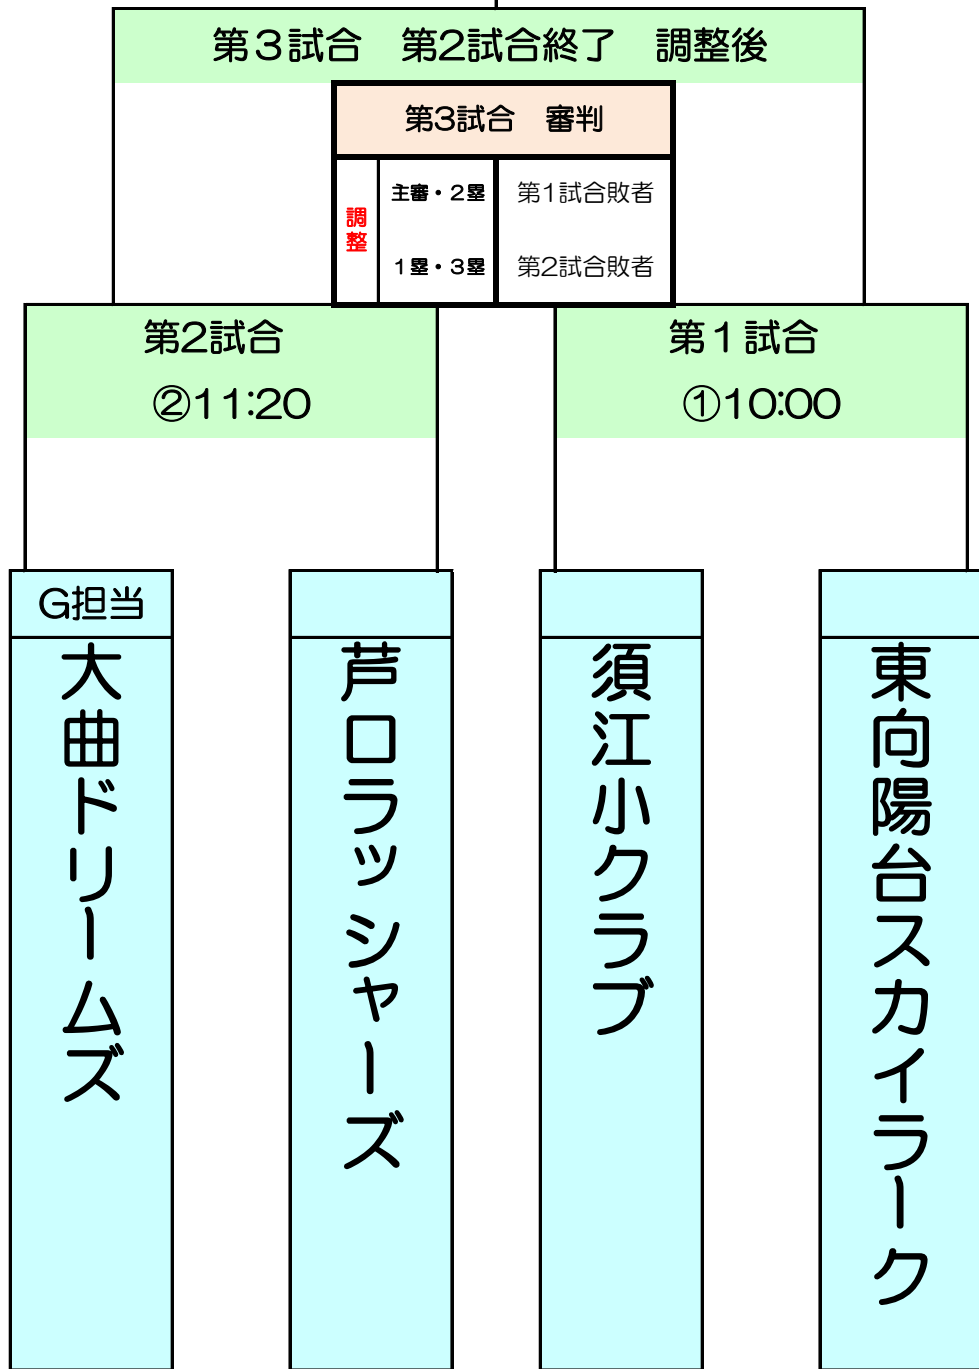 第３試合　第2試合終了　調整後
第3試合　審判
調整
主審・２塁
第1試合敗者
１塁・３塁
第2試合敗者
第2試合
②11:20
第１試合
①10:00
G担当
大曲ドリームズ
芦口ラッシャーズ
須江小クラブ
東向陽台スカイラーク